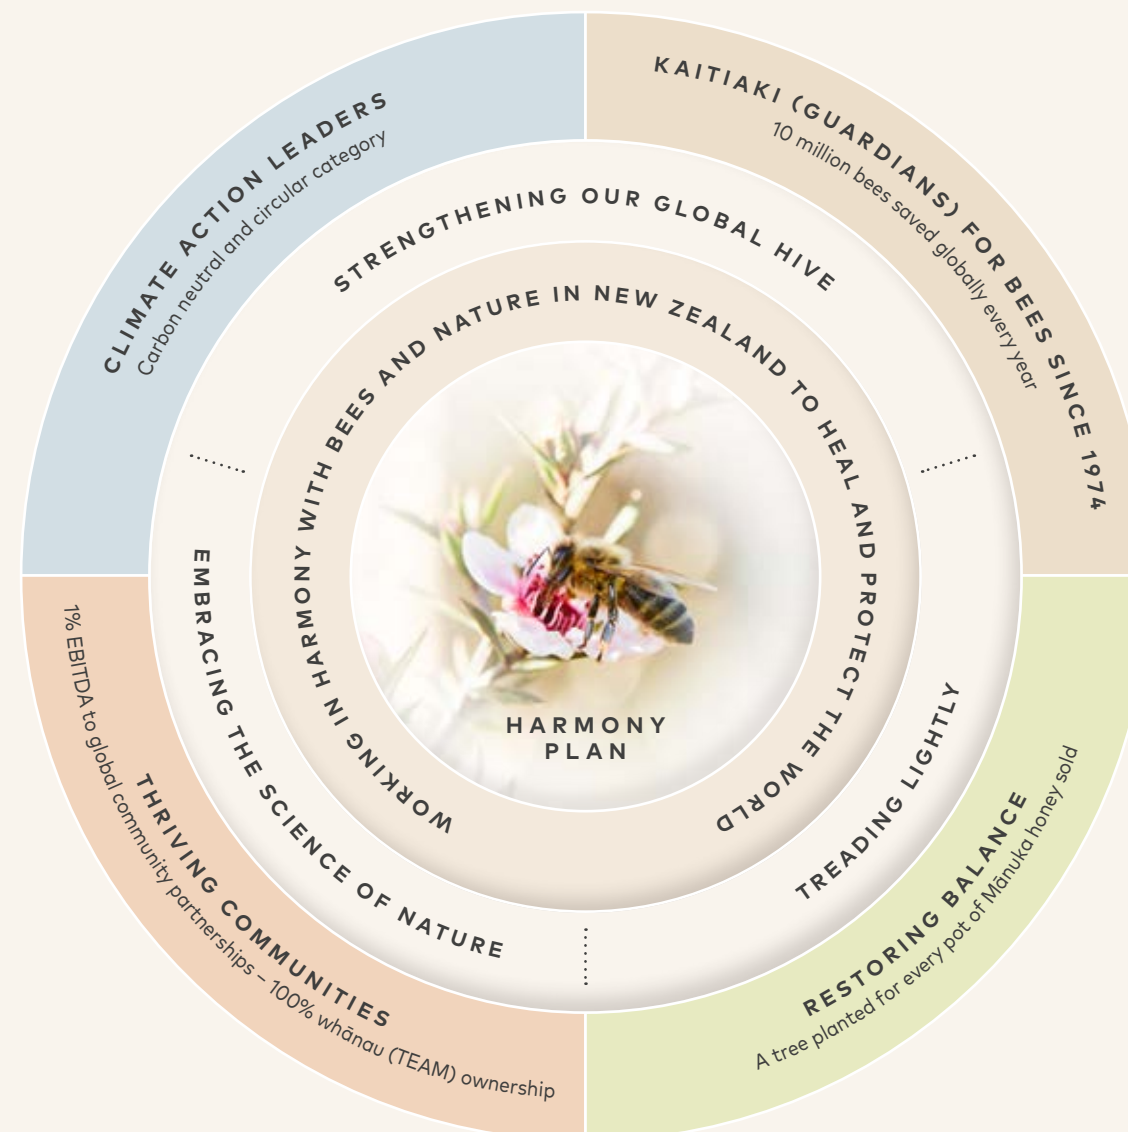 CLIMATE ACTION LEADERS
Carbon neutral and circular category
KAITIAKI (GUARDIANS) FOR BEES SINCE 1974
10 million bees saved globally every year
STRENGTHENING OUR GLOBAL HIVE
WORKING IN HARMONY WITH BEES AND NATURE IN NEW ZEALAND TO HEAL AND PROTECT THE WORLD
HARMONY
PLAN
EMBRACING THE SCIENCE OF NATURE
TREADING LIGHTLY
THRIVING COMMUNITIES
1% EBITDA to global community partnerships – 100% whānau (TEAM) ownership
RESTORING BALANCE
A tree planted for every pot of Mānuka honey sold